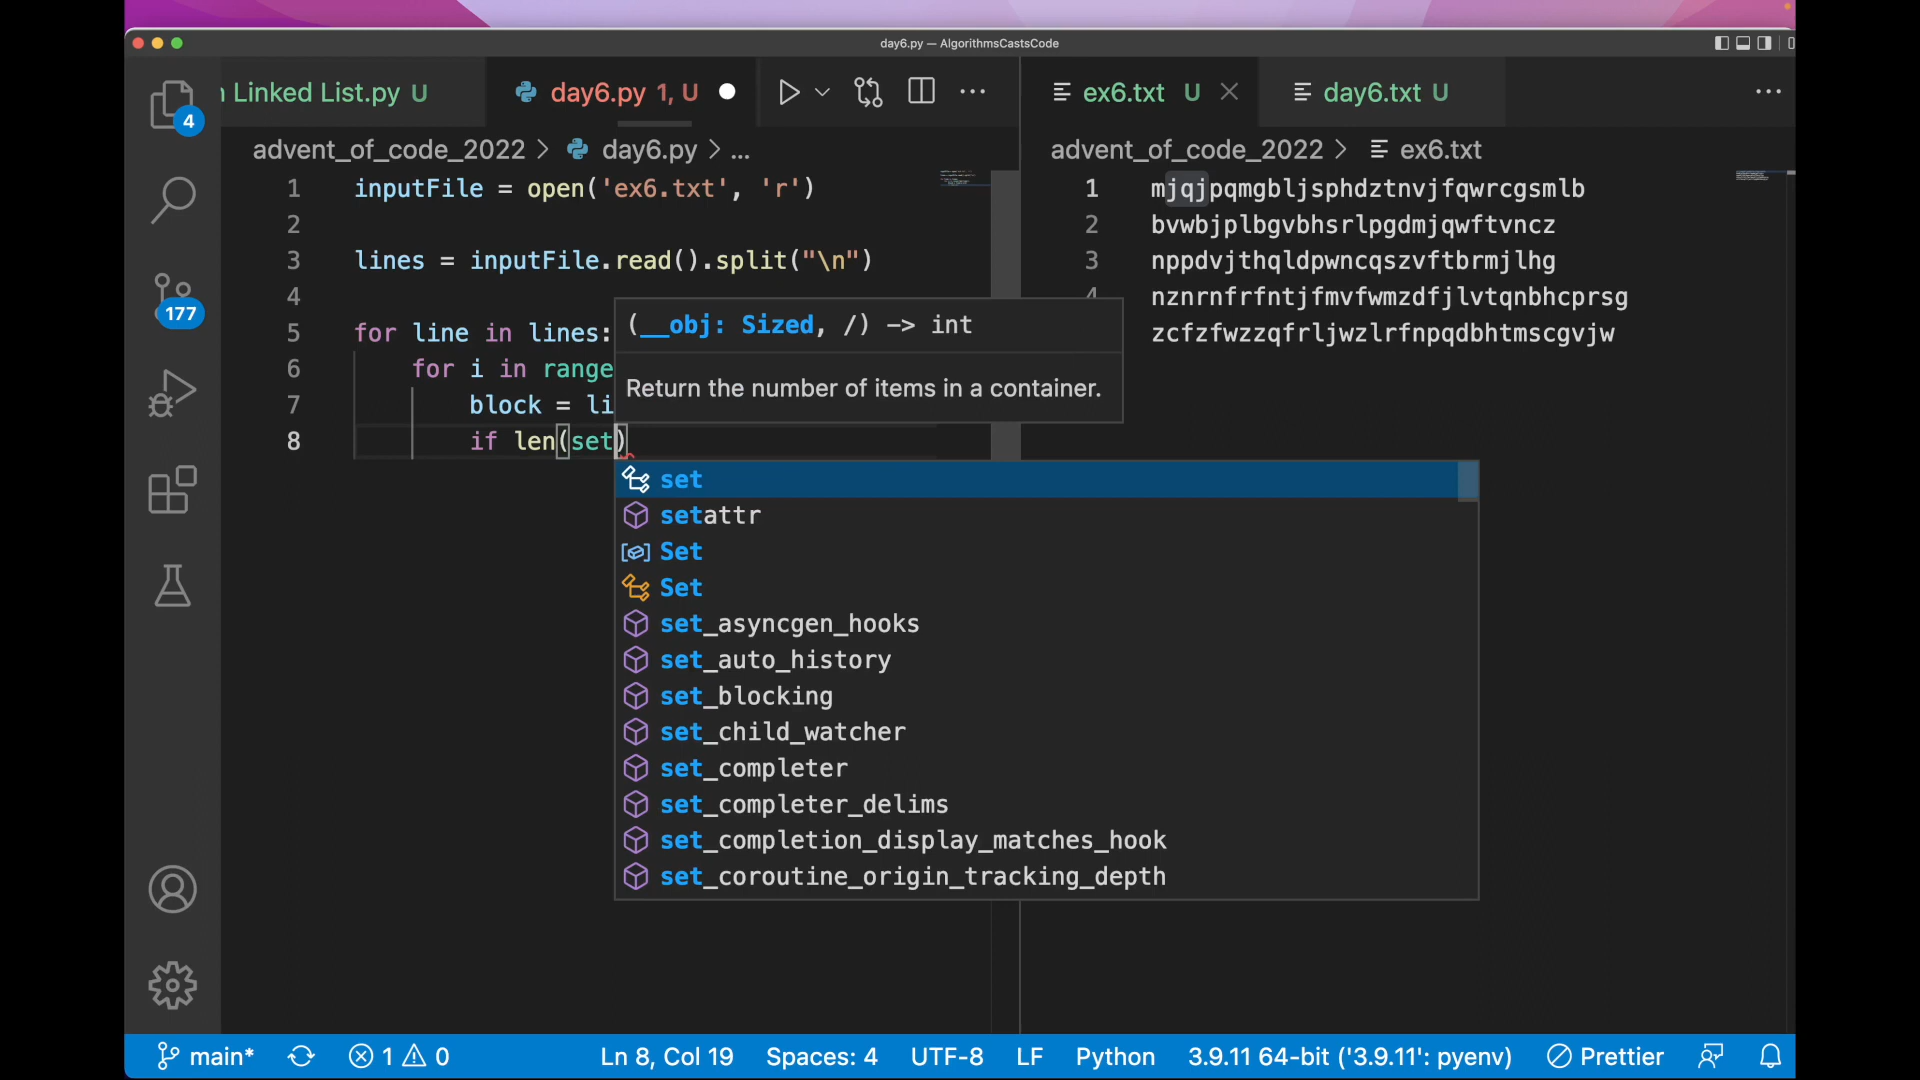 day6.py — AlgorithmsCastsCode
Linked List.py U
day6.py 1, U
ex6.txt U
day6.txt U
advent_of_code_2022 > day6.py > ...
advent_of_code_2022 > ex6.txt
4
177
1 inputFile = open('ex6.txt', 'r')
2
3 lines = inputFile.read().split("\n")
4
5 for line in lines:
6 for i in range
7 block = li
8 if len(set)
(__obj: Sized, /) -> int
Return the number of items in a container.
set
setattr
Set
Set
set_asyncgen_hooks
set_auto_history
set_blocking
set_child_watcher
set_completer
set_completer_delims
set_completion_display_matches_hook
set_coroutine_origin_tracking_depth
1 mjqjpqmgbljsphdztnvjfqwrcgsmlb
2 bvwbjplbgvbhsrlpgdmjqwftvncz
3 nppdvjthqldpwncqszvftbrmjlhg
4 nznrnfrfntjfmvfwmzdfjlvtqnbhcprsg
zcfzfwzzqfrljwzlrfnpqdbhtmscgvjw
main* 1 0 Ln 8, Col 19 Spaces: 4 UTF-8 LF Python 3.9.11 64-bit ('3.9.11': pyenv) Prettier